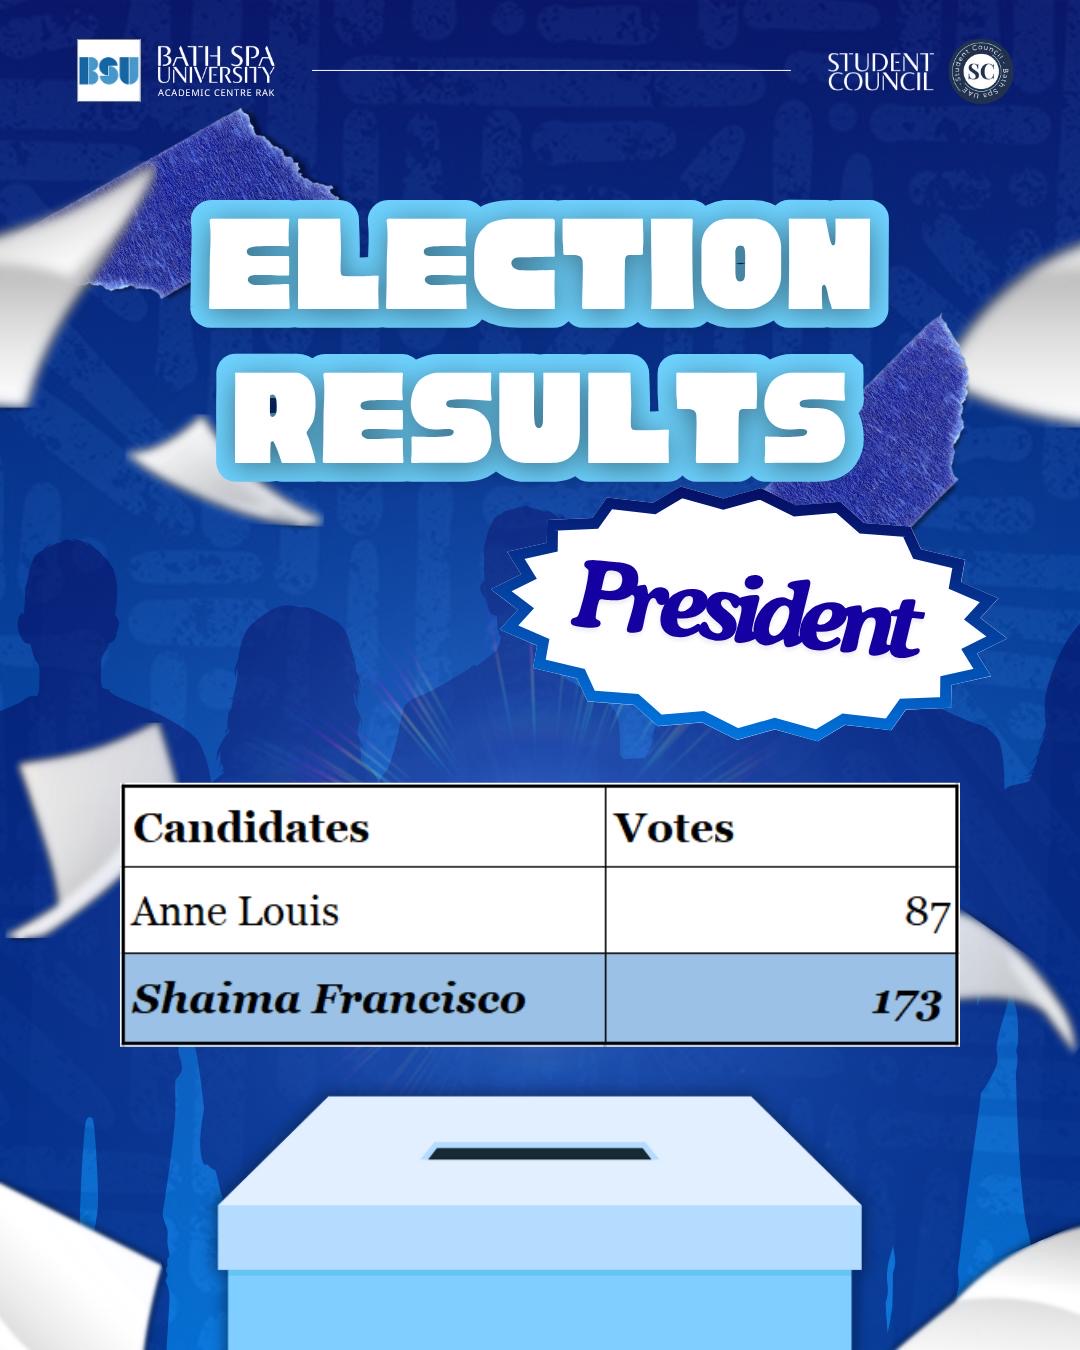 BSU
BATH SPA
UNIVERSITY
ACADEMIC CENTRE RAK
STUDENT
COUNCIL
Student Council - Bath Spa UAE -
SC
ELECTION
RESULTS
President
Candidates Votes
Anne Louis 87
Shaima Francisco 173